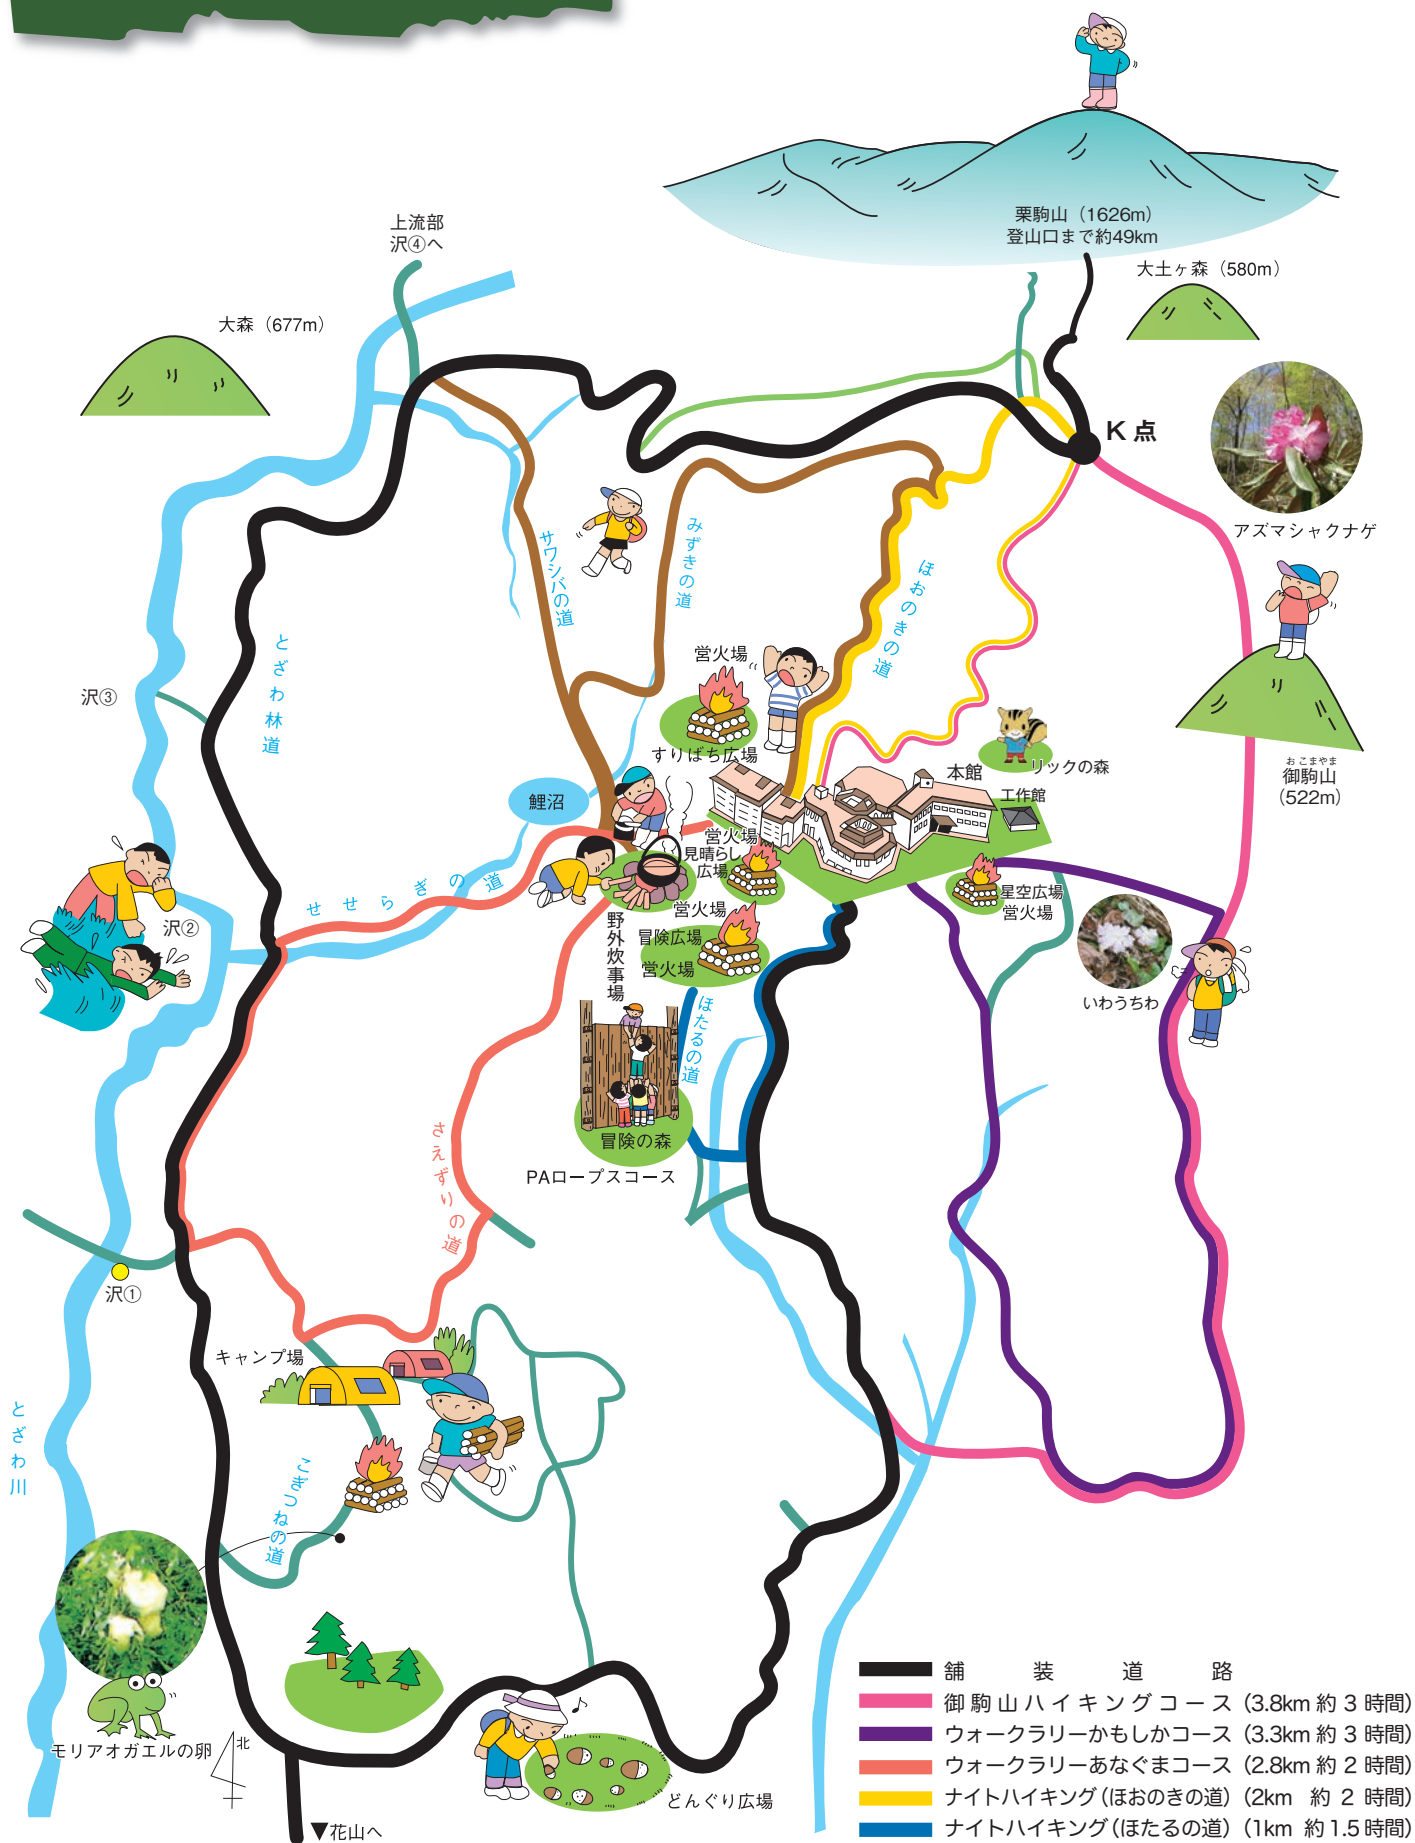 上流部
沢④へ
栗駒山（1626m）
登山口まで約49km
大土ヶ森（580m）
大森（677m）
K点
アズマシャクナゲ
サワシバの道
みずきの道
ほおのきの道
とざわ林道
沢③
営火場
すりばち広場
本館
リックの森
工作館
おこまやま
御駒山
（522m）
鯉沼
営火場
見晴らし
広場
せせらぎの道
沢②
星空広場
営火場
営火場
冒険広場
営火場
野外炊事場
いわうちわ
ほたるの道
冒険の森
PAロープスコース
さえずりの道
沢①
キャンプ場
とざわ川
こぎつねの道
モリアオガエルの卵
北
どんぐり広場
▼花山へ
舗装道路
御駒山ハイキングコース（3.8km 約3時間）
ウォークラリーかもしかコース（3.3km 約3時間）
ウォークラリーあなぐまコース（2.8km 約2時間）
ナイトハイキング（ほおのきの道）（2km 約2時間）
ナイトハイキング（ほたるの道）（1km 約1.5時間）